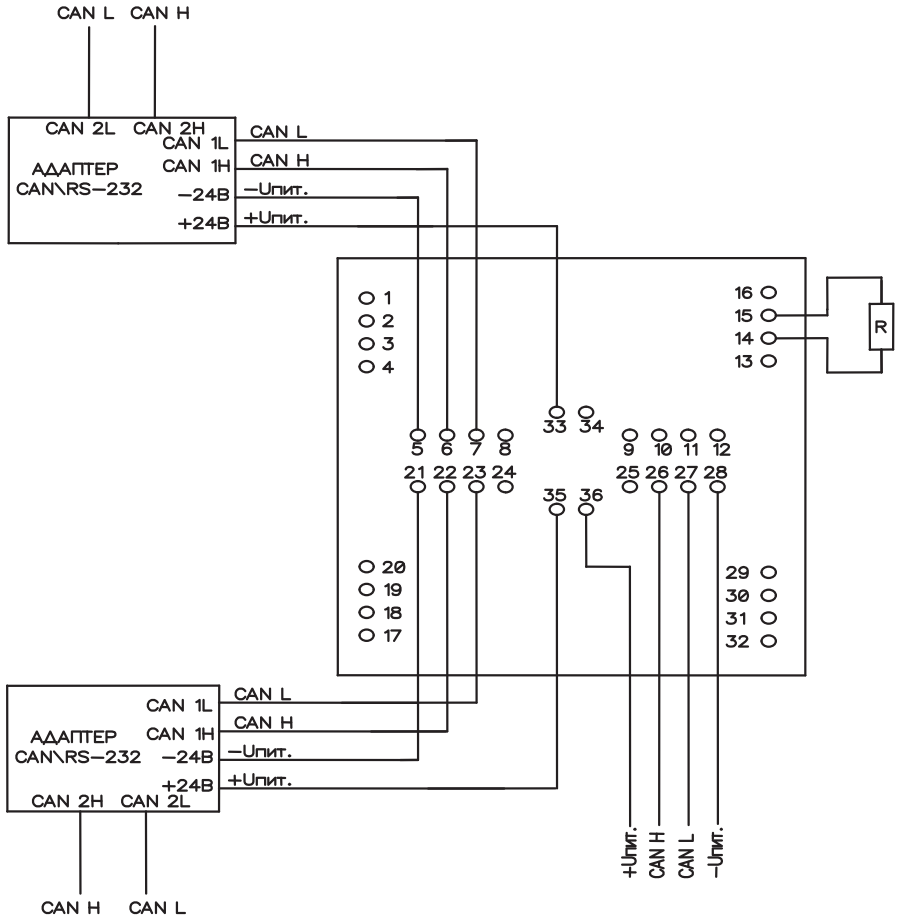 CAN L CAN H
CAN 2L CAN 2H
CAN 1L
CAN L
АДАПТЕР
CAN\RS-232
CAN 1H
CAN H
-24В
-Uпит.
+24В
+Uпит.
1
2
3
4
16
15
14
13
R
33 34
5 6 7 8
9 10 11 12
21 22 23 24
25 26 27 28
35 36
20
19
18
17
29
30
31
32
CAN 1L
CAN L
АДАПТЕР
CAN\RS-232
CAN 1H
CAN H
-24В
-Uпит.
+24В
+Uпит.
CAN 2H CAN 2L
+Uпит.
CAN H
CAN L
-Uпит.
CAN H CAN L